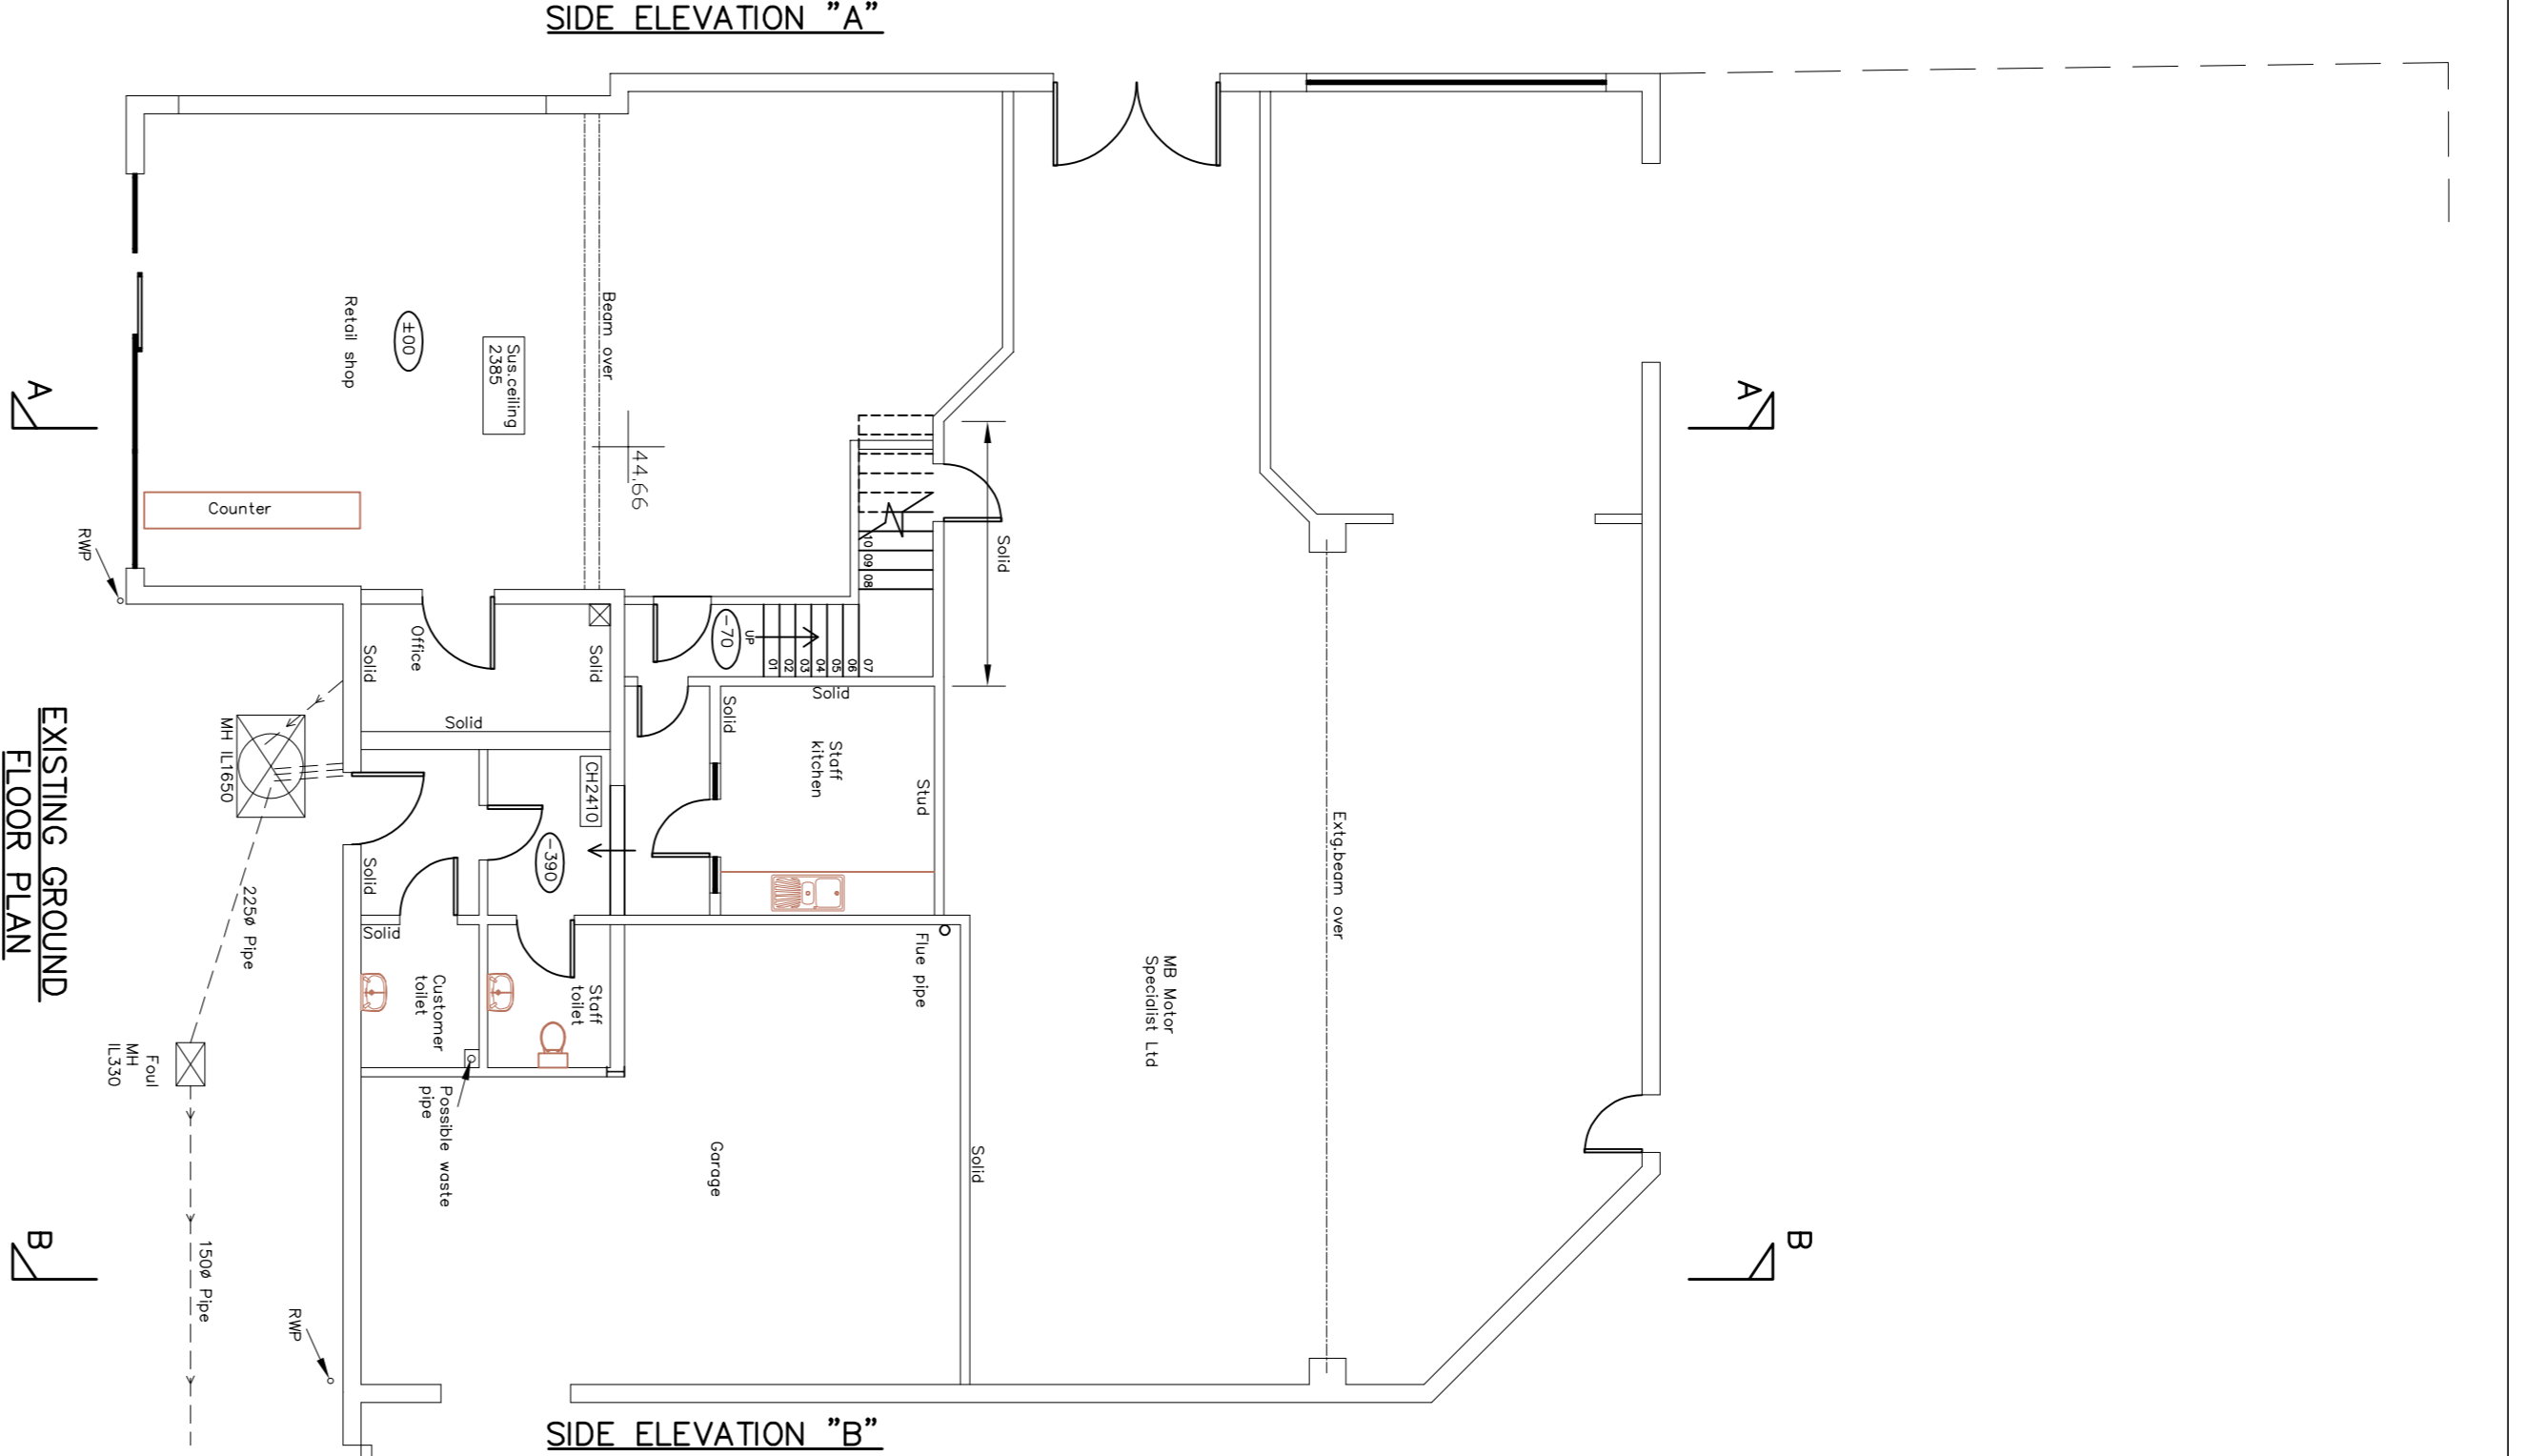 SIDE ELEVATION "A"
Retail shop
±00
Sus.ceiling
2385
Beam over
44.66
A
A
Counter
RWP
Solid
10
09
08
07
06
05
04
03
02
01
UP
-70
Office
Solid
Solid
Solid
Solid
Solid
Staff
kitchen
Stud
CH2410
-390
MH IL1650
Solid
Solid
225ø Pipe
Customer
toilet
Staff
toilet
Flue pipe
Extg.beam over
MB Motor
Specialist Ltd
Foul
MH
IL330
Possible waste
pipe
Garage
Solid
150ø Pipe
RWP
B
B
EXISTING GROUND
FLOOR PLAN
SIDE ELEVATION "B"